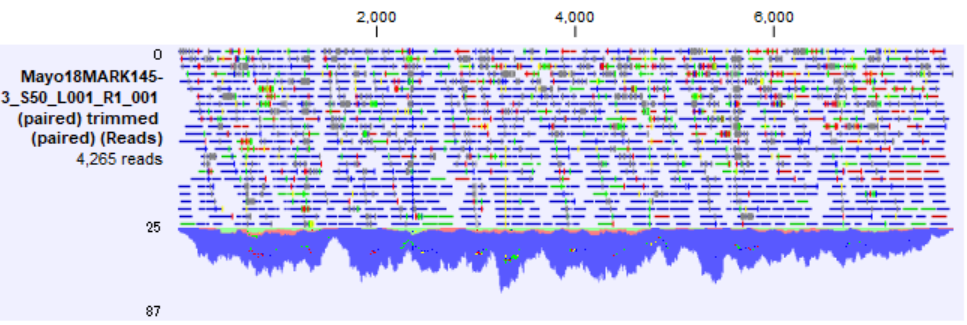 2,000 4,000 6,000
0
Mayo18MARK145-
3_S50_L001_R1_001
(paired) trimmed
(paired) (Reads)
4,265 reads
25
87